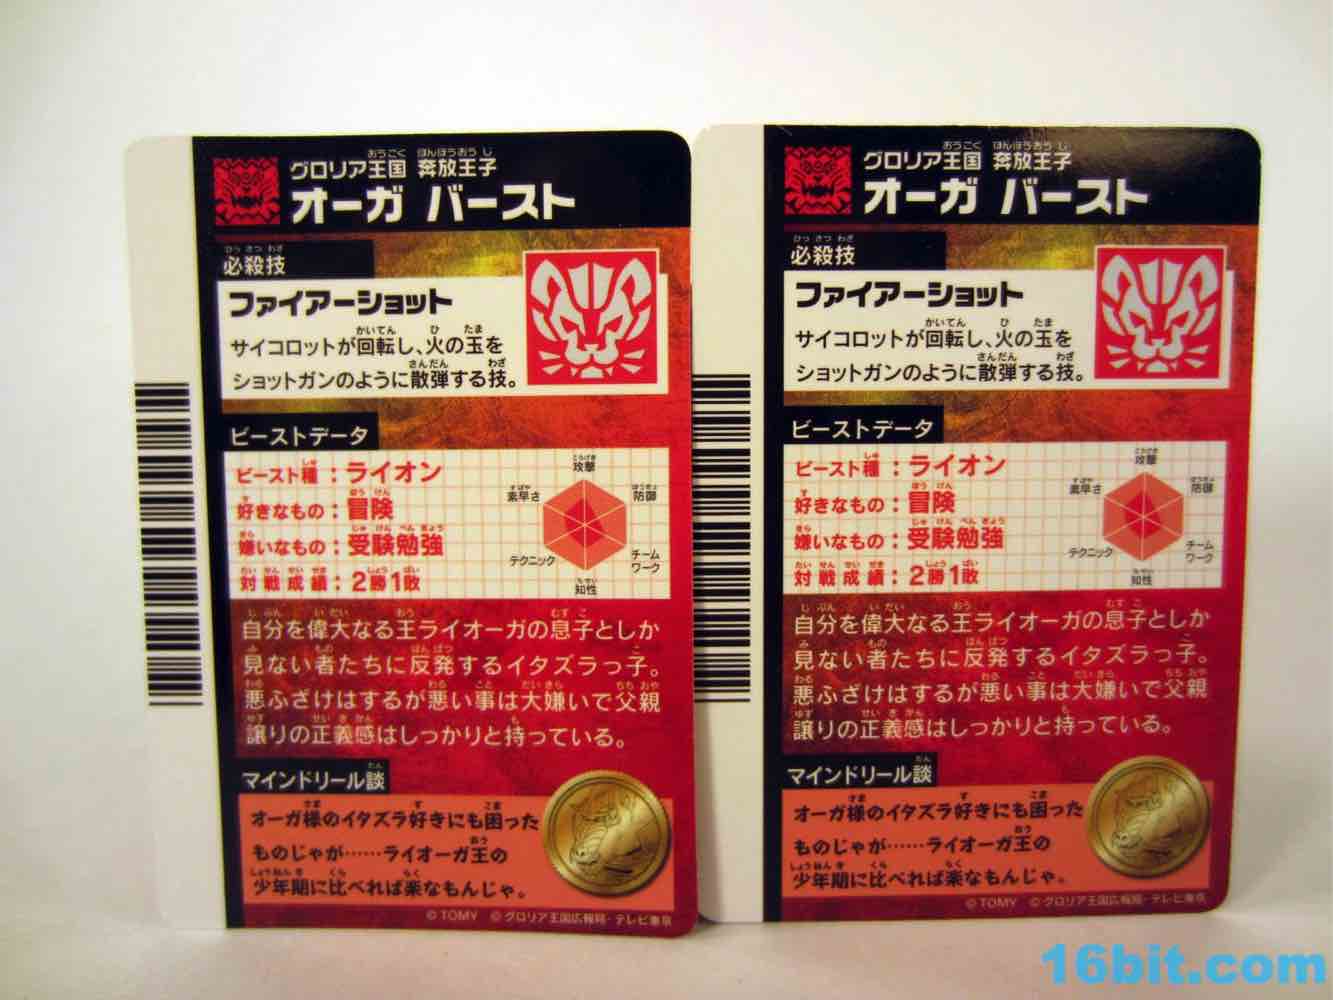 グロリア王国 奔放王子
オーガ バースト
必殺技
ファイアーショット
サイコロットが回転し、火の玉を
ショットガンのように散弾する技。
ビーストデータ
ビースト種：ライオン
好きなもの：冒険
嫌いなもの：受験勉強
対戦成績：2勝1敗
攻撃
素早さ
防御
テクニック
チーム
ワーク
知性
自分を偉大なる王ライオーガの息子としか
見ない者たちに反発するイタズラっ子。
悪ふざけはするが悪い事は大嫌いで父親
譲りの正義感はしっかりと持っている。
マインドリール談
オーガ様のイタズラ好きにも困った
ものじゃが……ライオーガ王の
少年期に比べれば楽なもんじゃ。
© TOMY © グロリア王国広報局・テレビ東京
グロリア王国 奔放王子
オーガ バースト
必殺技
ファイアーショット
サイコロットが回転し、火の玉を
ショットガンのように散弾する技。
ビーストデータ
ビースト種：ライオン
好きなもの：冒険
嫌いなもの：受験勉強
対戦成績：2勝1敗
攻撃
素早さ
防御
テクニック
チーム
ワーク
知性
自分を偉大なる王ライオーガの息子としか
見ない者たちに反発するイタズラっ子。
悪ふざけはするが悪い事は大嫌いで父親
譲りの正義感はしっかりと持っている。
マインドリール談
オーガ様のイタズラ好きにも困った
ものじゃが……ライオーガ王の
少年期に比べれば楽なもんじゃ。
© TOMY © グロリア王国広報局・テレビ東京
16bit.com